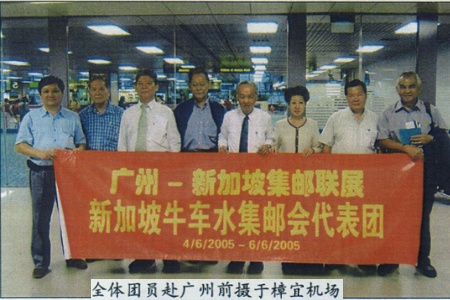 广州 – 新加坡集邮联展
新加坡牛车水集邮会代表团
4/6/2005 – 6/6/2005
全体团员赴广州前摄于樟宜机场